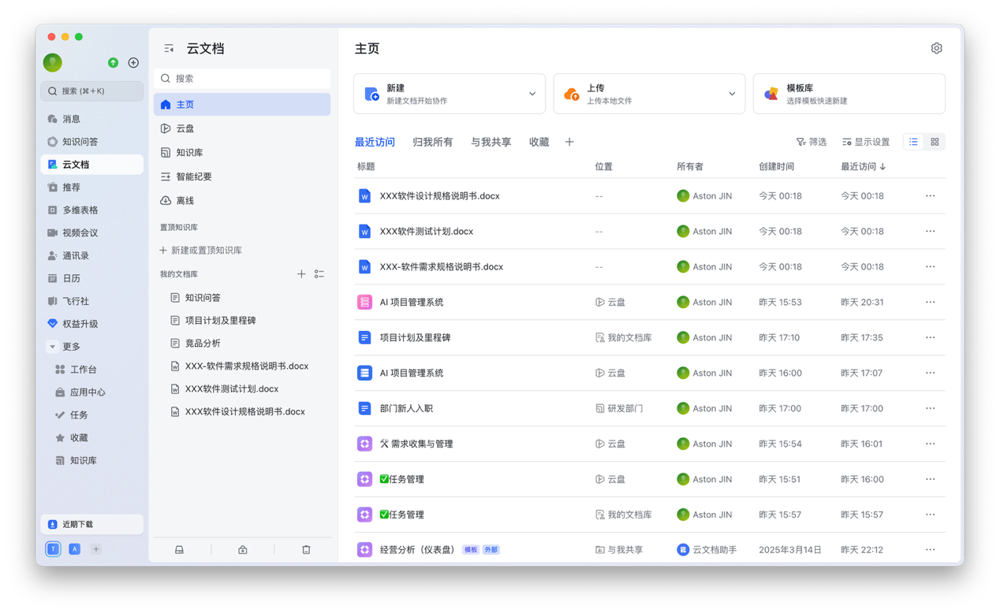 搜索 (⌘＋K)
消息
知识问答
云文档
推荐
多维表格
视频会议
通讯录
日历
飞行社
权益升级
更多
工作台
应用中心
任务
收藏
知识库
近期下载
T A
云文档
搜索
主页
云盘
知识库
智能纪要
离线
置顶知识库
新建或置顶知识库
我的文档库
知识问答
项目计划及里程碑
竞品分析
XXX-软件需求规格说明书.docx
XXX软件测试计划.docx
XXX软件设计规格说明书.docx
主页
新建
新建文档开始协作
上传
上传本地文件
模板库
选择模板快速新建
最近访问 归我所有 与我共享 收藏 筛选 显示设置
标题 位置 所有者 创建时间 最近访问 ↓
XXX软件设计规格说明书.docx -- Aston JIN 今天 00:18 今天 00:18
XXX软件测试计划.docx -- Aston JIN 今天 00:18 今天 00:18
XXX-软件需求规格说明书.docx -- Aston JIN 今天 00:18 今天 00:18
AI 项目管理系统 云盘 Aston JIN 昨天 15:53 昨天 20:31
项目计划及里程碑 我的文档库 Aston JIN 昨天 17:10 昨天 17:35
AI 项目管理系统 云盘 Aston JIN 昨天 16:00 昨天 17:07
部门新人入职 研发部门 Aston JIN 昨天 17:00 昨天 17:00
🛠 需求收集与管理 云盘 Aston JIN 昨天 15:54 昨天 16:01
✅任务管理 云盘 Aston JIN 昨天 15:51 昨天 16:00
✅任务管理 我的文档库 Aston JIN 昨天 15:57 昨天 15:57
经营分析（仪表盘） 模板 外部 与我共享 云文档助手 2025年3月14日 昨天 22:12